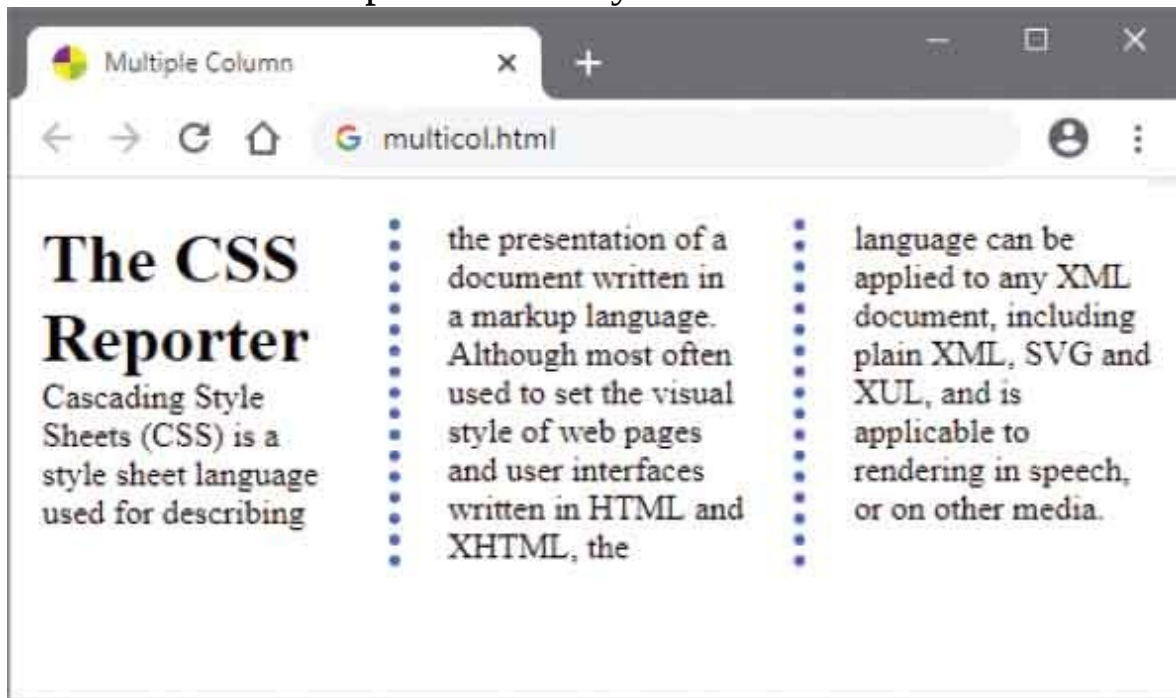 Multiple Column
multicol.html
The CSS
Reporter
Cascading Style
Sheets (CSS) is a
style sheet language
used for describing
the presentation of a
document written in
a markup language.
Although most often
used to set the visual
style of web pages
and user interfaces
written in HTML and
XHTML, the
language can be
applied to any XML
document, including
plain XML, SVG and
XUL, and is
applicable to
rendering in speech,
or on other media.